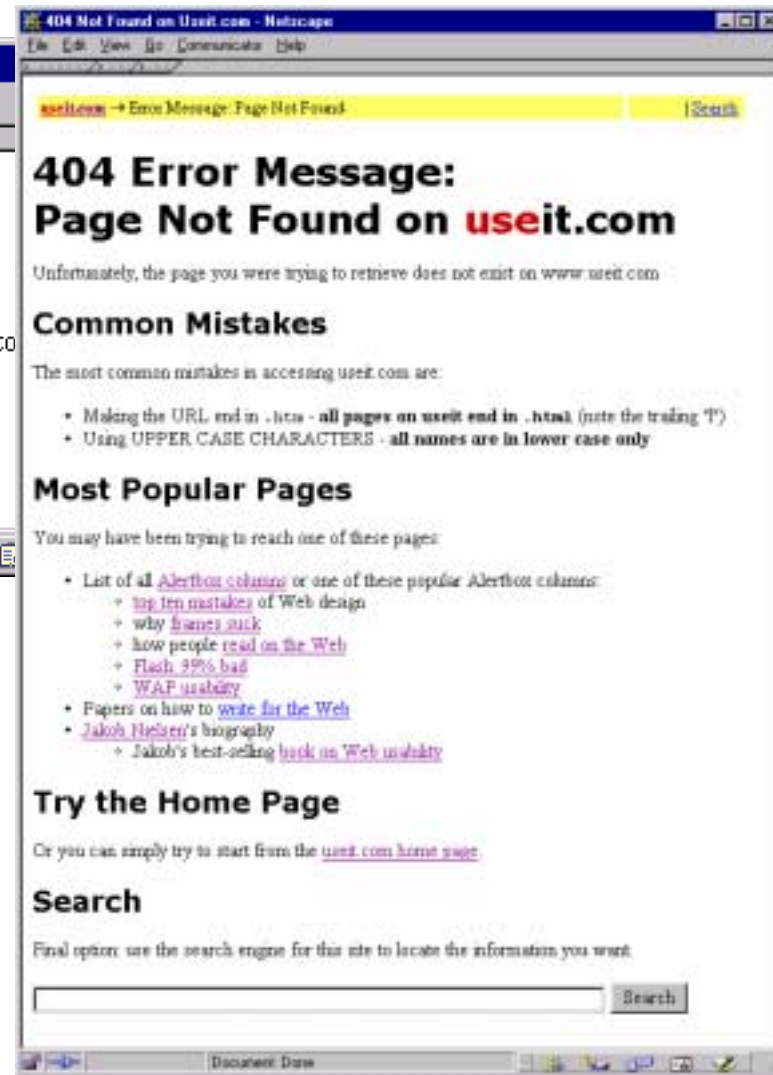 404 Not Found on Useit.com - Netscape
File Edit View Go Communicator Help
useit.com → Error Message: Page Not Found | Search
404 Error Message:
Page Not Found on useit.com
Unfortunately, the page you were trying to retrieve does not exist on www.useit.com
Common Mistakes
The most common mistakes in accessing useit.com are:
• Making the URL end in .htm - all pages on useit end in .html (note the trailing "l")
• Using UPPER CASE CHARACTERS - all names are in lower case only
Most Popular Pages
You may have been trying to reach one of these pages:
• List of all Alertbox columns or one of these popular Alertbox columns:
◦ top ten mistakes of Web design
◦ why frames suck
◦ how people read on the Web
◦ Flash: 99% bad
◦ WAP usability
• Papers on how to write for the Web
• Jakob Nielsen's biography
◦ Jakob's best-selling book on Web usability
Try the Home Page
Or you can simply try to start from the useit.com home page.
Search
Final option: use the search engine for this site to locate the information you want:
Search
Document: Done